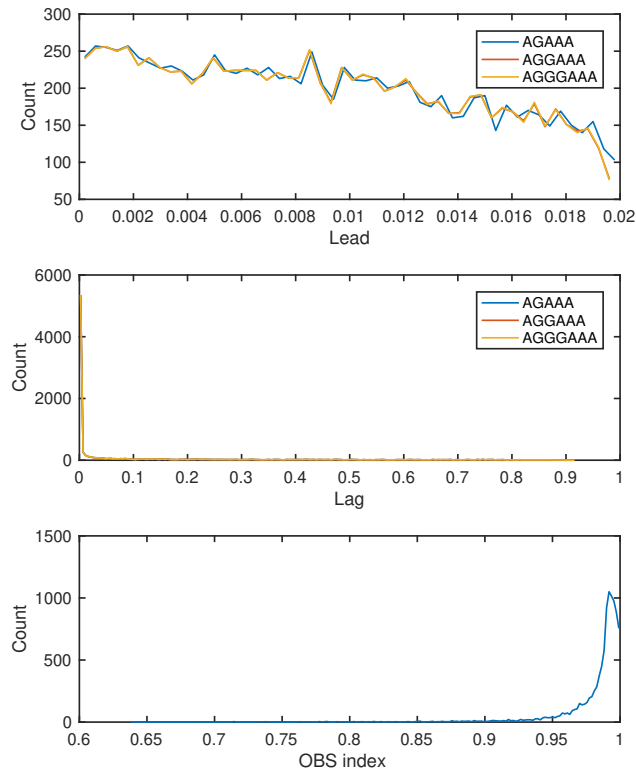 300
250
200
150
100
50
Count
AGAAA
AGGAAA
AGGGAAA
0 0.002 0.004 0.006 0.008 0.01 0.012 0.014 0.016 0.018 0.02
Lead
6000
4000
2000
0
Count
AGAAA
AGGAAA
AGGGAAA
0 0.1 0.2 0.3 0.4 0.5 0.6 0.7 0.8 0.9 1
Lag
1500
1000
500
0
Count
0.6 0.65 0.7 0.75 0.8 0.85 0.9 0.95 1
OBS index